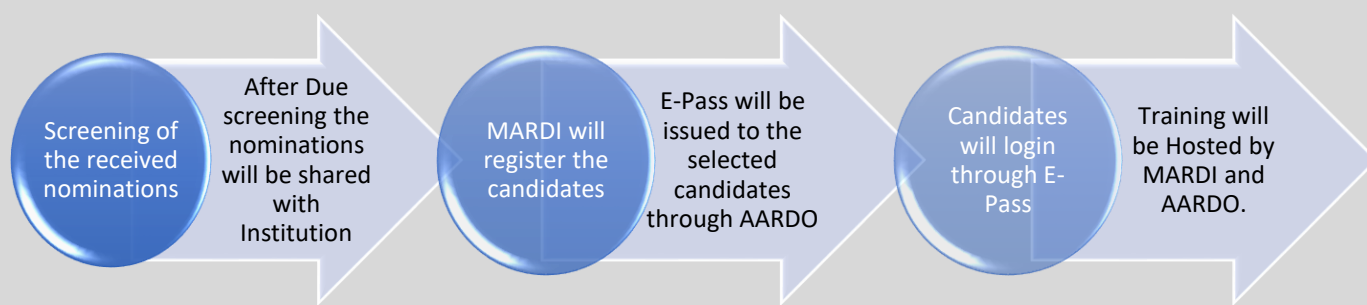 Screening of
the received
nominations
After Due
screening the
nominations
will be shared
with
Institution
MARDI will
register the
candidates
E-Pass will be
issued to the
selected
candidates
through AARDO
Candidates
will login
through E-
Pass
Training will
be Hosted by
MARDI and
AARDO.